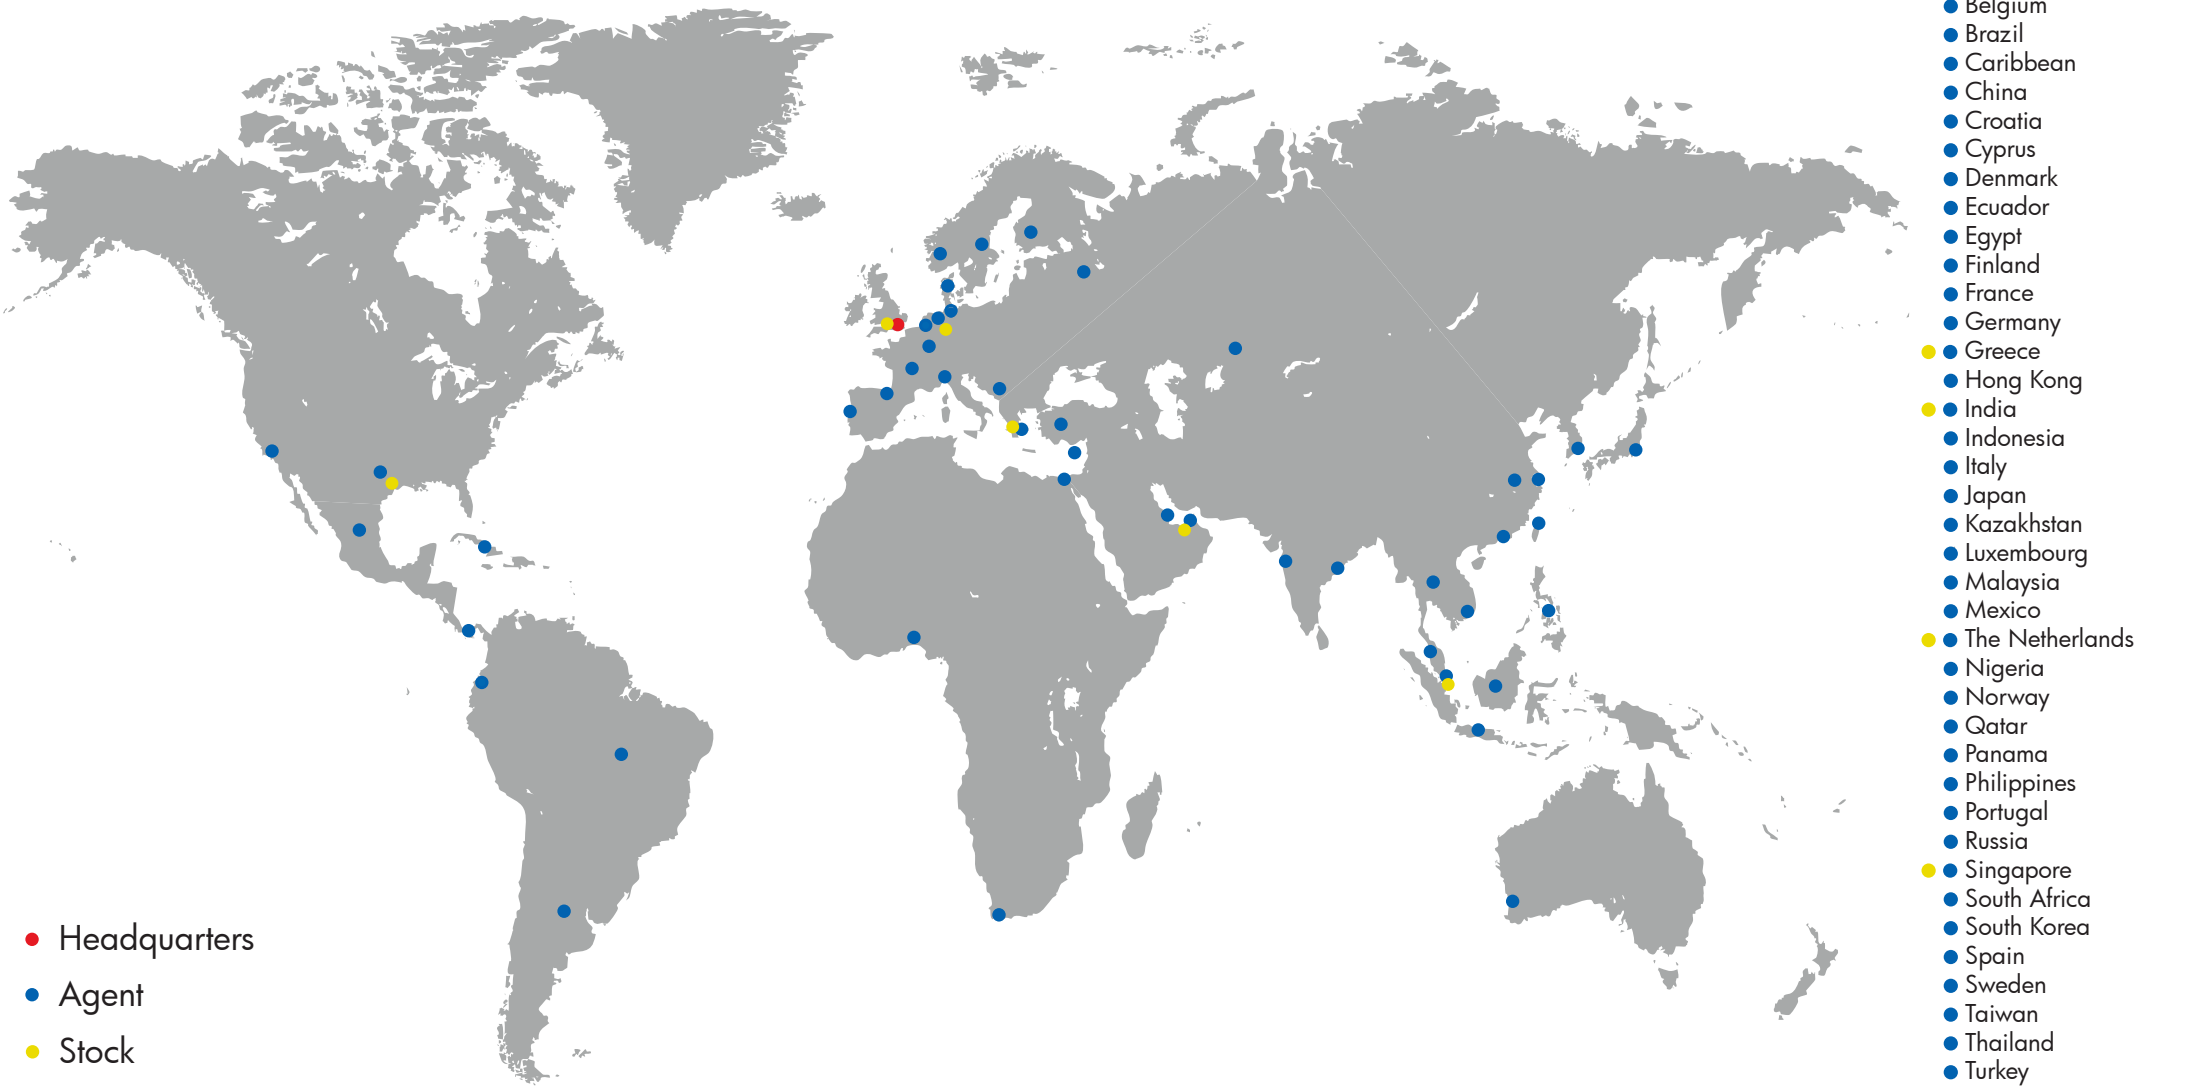 Belgium
Brazil
Caribbean
China
Croatia
Cyprus
Denmark
Ecuador
Egypt
Finland
France
Germany
Greece
Hong Kong
India
Indonesia
Italy
Japan
Kazakhstan
Luxembourg
Malaysia
Mexico
The Netherlands
Nigeria
Norway
Qatar
Panama
Philippines
Portugal
Russia
Singapore
South Africa
South Korea
Spain
Sweden
Taiwan
Thailand
Turkey
Headquarters
Agent
Stock